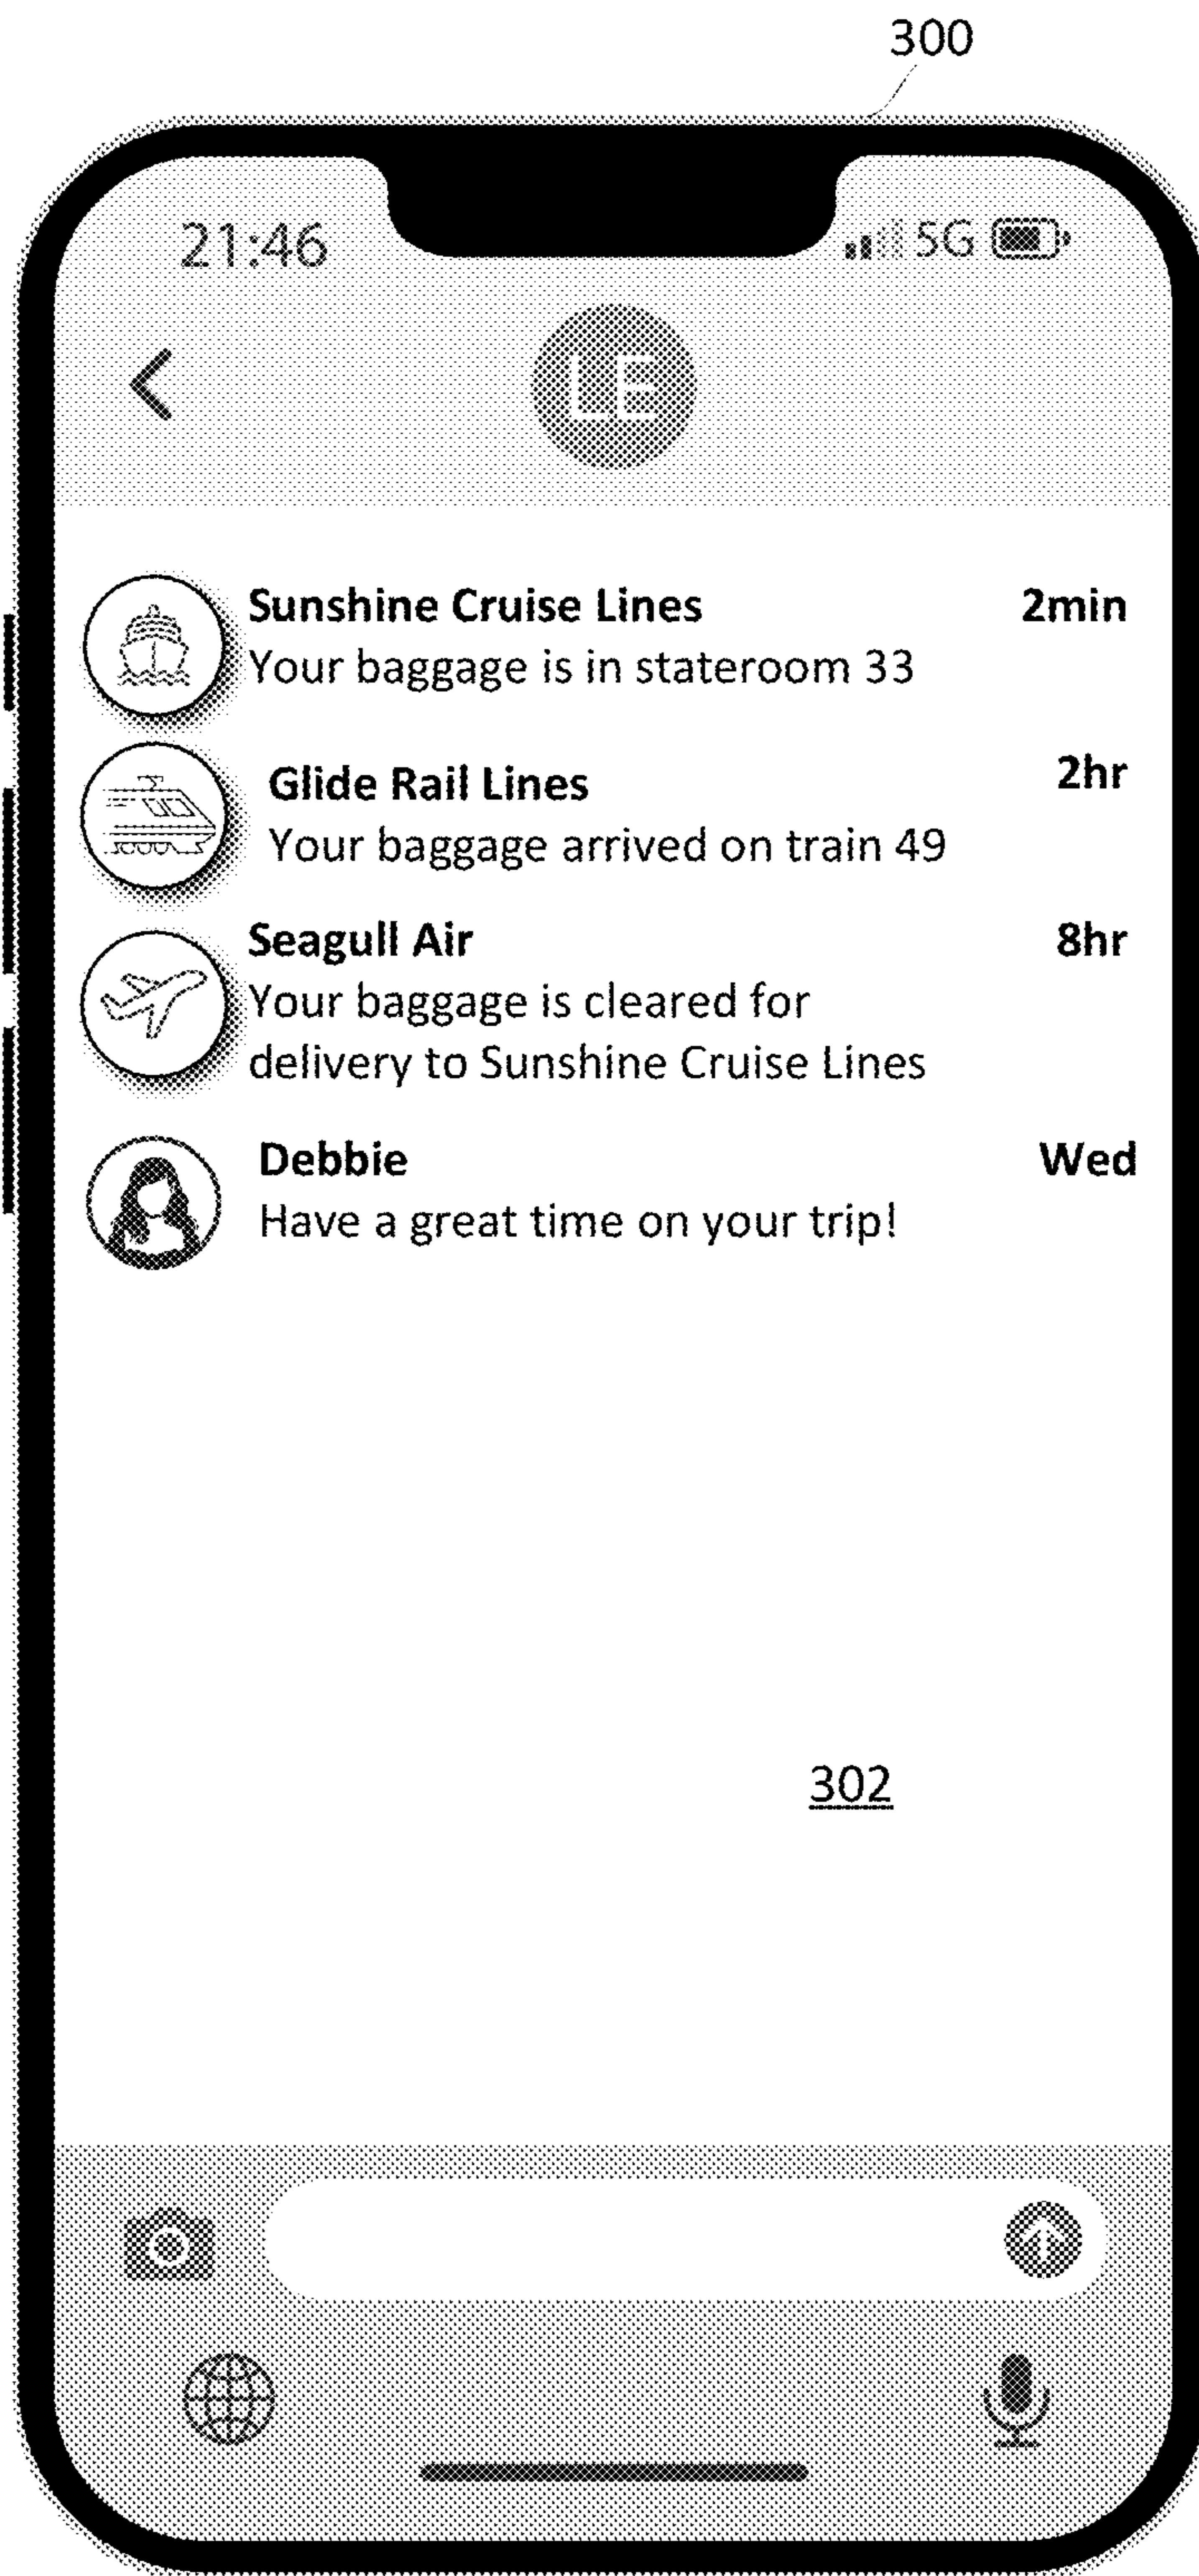 300
21:46 5G
LE
Sunshine Cruise Lines 2min
Your baggage is in stateroom 33
Glide Rail Lines 2hr
Your baggage arrived on train 49
Seagull Air 8hr
Your baggage is cleared for
delivery to Sunshine Cruise Lines
Debbie Wed
Have a great time on your trip!
302